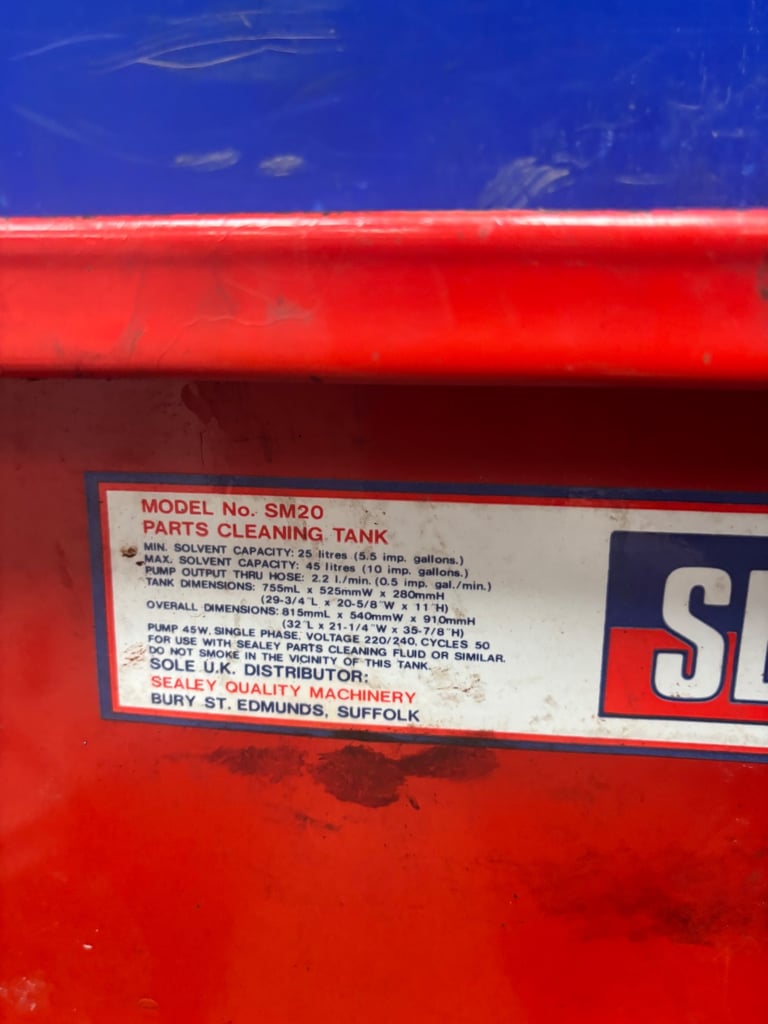 MODEL No. SM20
PARTS CLEANING TANK
MIN. SOLVENT CAPACITY: 25 litres (5.5 imp. gallons.)
MAX. SOLVENT CAPACITY: 45 litres (10 imp. gallons.)
PUMP OUTPUT THRU HOSE: 2.2 l./min. (0.5 imp. gal./min.)
TANK DIMENSIONS: 755mL x 525mmW x 280mmH
(29-3/4"L x 20-5/8"W x 11"H)
OVERALL DIMENSIONS: 815mmL x 540mmW x 910mmH
(32"L x 21-1/4"W x 35-7/8"H)
PUMP 45W, SINGLE PHASE, VOLTAGE 220/240, CYCLES 50
FOR USE WITH SEALEY PARTS CLEANING FLUID OR SIMILAR.
DO NOT SMOKE IN THE VICINITY OF THIS TANK.
SOLE U.K. DISTRIBUTOR:
SEALEY QUALITY MACHINERY
BURY ST. EDMUNDS, SUFFOLK